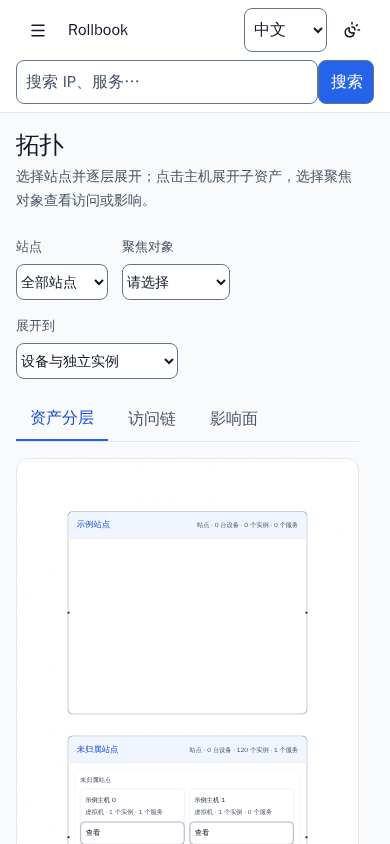 Rollbook
中文
搜索 IP、服务…
搜索
拓扑
选择站点并逐层展开；点击主机展开子资产，选择聚焦
对象查看访问或影响。
站点
聚焦对象
全部站点
请选择
展开到
设备与独立实例
资产分层
访问链
影响面
示例站点
站点 · 0 台设备 · 0 个实例 · 0 个服务
未归属站点
站点 · 0 台设备 · 120 个实例 · 1 个服务
未归属站点
示例主机 0
示例主机 1
虚拟机 · 1 个实例 · 1 个服务
虚拟机 · 1 个实例 · 0 个服务
查看
查看